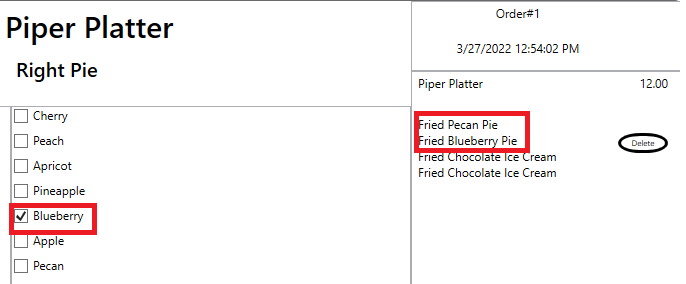 Piper Platter
Right Pie
Cherry
Peach
Apricot
Pineapple
Blueberry
Apple
Pecan
Order#1
3/27/2022 12:54:02 PM
Piper Platter 12.00
Fried Pecan Pie
Fried Blueberry Pie
Delete
Fried Chocolate Ice Cream
Fried Chocolate Ice Cream